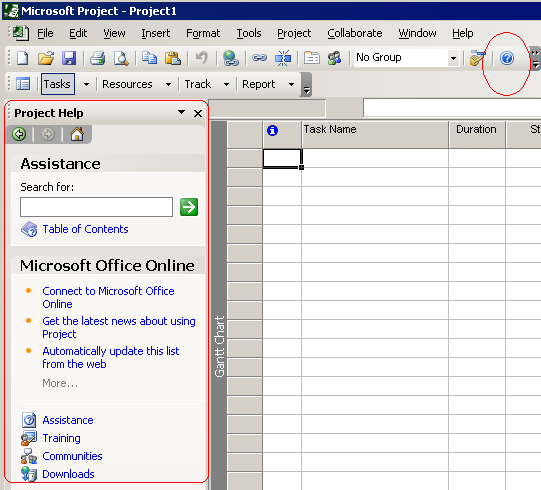 Microsoft Project - Project1
File Edit View Insert Format Tools Project Collaborate Window Help
No Group
Tasks Resources Track Report
Project Help
Task Name Duration St
Assistance
Search for:
Table of Contents
Microsoft Office Online
Connect to Microsoft Office
Online
Get the latest news about using
Project
Automatically update this list
from the web
More...
Gantt Chart
Assistance
Training
Communities
Downloads